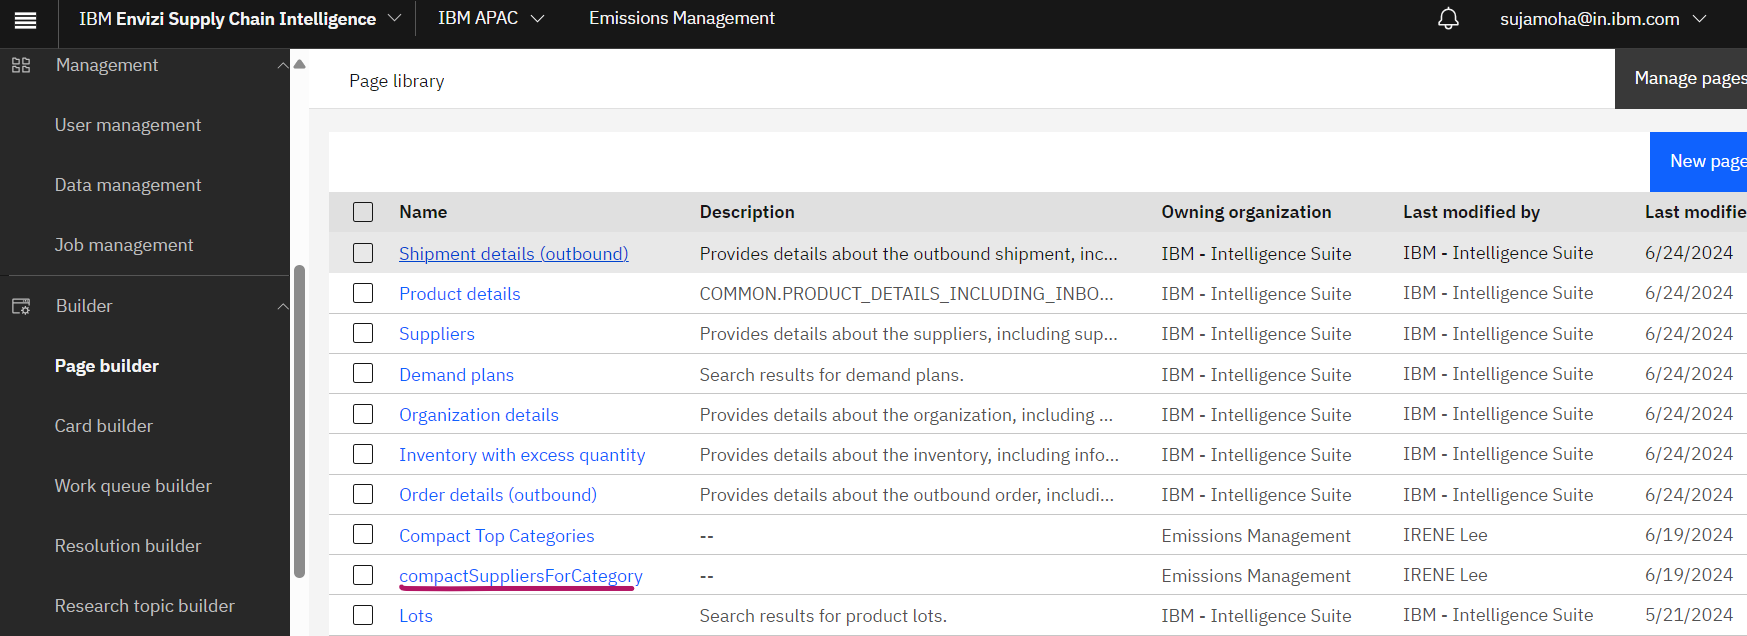 IBM Envizi Supply Chain Intelligence IBM APAC Emissions Management sujamoha@in.ibm.com
Management
User management
Data management
Job management
Builder
Page builder
Card builder
Work queue builder
Resolution builder
Research topic builder
Page library Manage pages
New page
Name Description Owning organization Last modified by Last modifie
Shipment details (outbound) Provides details about the outbound shipment, inc... IBM - Intelligence Suite IBM - Intelligence Suite 6/24/2024
Product details COMMON.PRODUCT_DETAILS_INCLUDING_INBO... IBM - Intelligence Suite IBM - Intelligence Suite 6/24/2024
Suppliers Provides details about the suppliers, including sup... IBM - Intelligence Suite IBM - Intelligence Suite 6/24/2024
Demand plans Search results for demand plans. IBM - Intelligence Suite IBM - Intelligence Suite 6/24/2024
Organization details Provides details about the organization, including ... IBM - Intelligence Suite IBM - Intelligence Suite 6/24/2024
Inventory with excess quantity Provides details about the inventory, including info... IBM - Intelligence Suite IBM - Intelligence Suite 6/24/2024
Order details (outbound) Provides details about the outbound order, includi... IBM - Intelligence Suite IBM - Intelligence Suite 6/24/2024
Compact Top Categories -- Emissions Management IRENE Lee 6/19/2024
compactSuppliersForCategory -- Emissions Management IRENE Lee 6/19/2024
Lots Search results for product lots. IBM - Intelligence Suite IBM - Intelligence Suite 5/21/2024